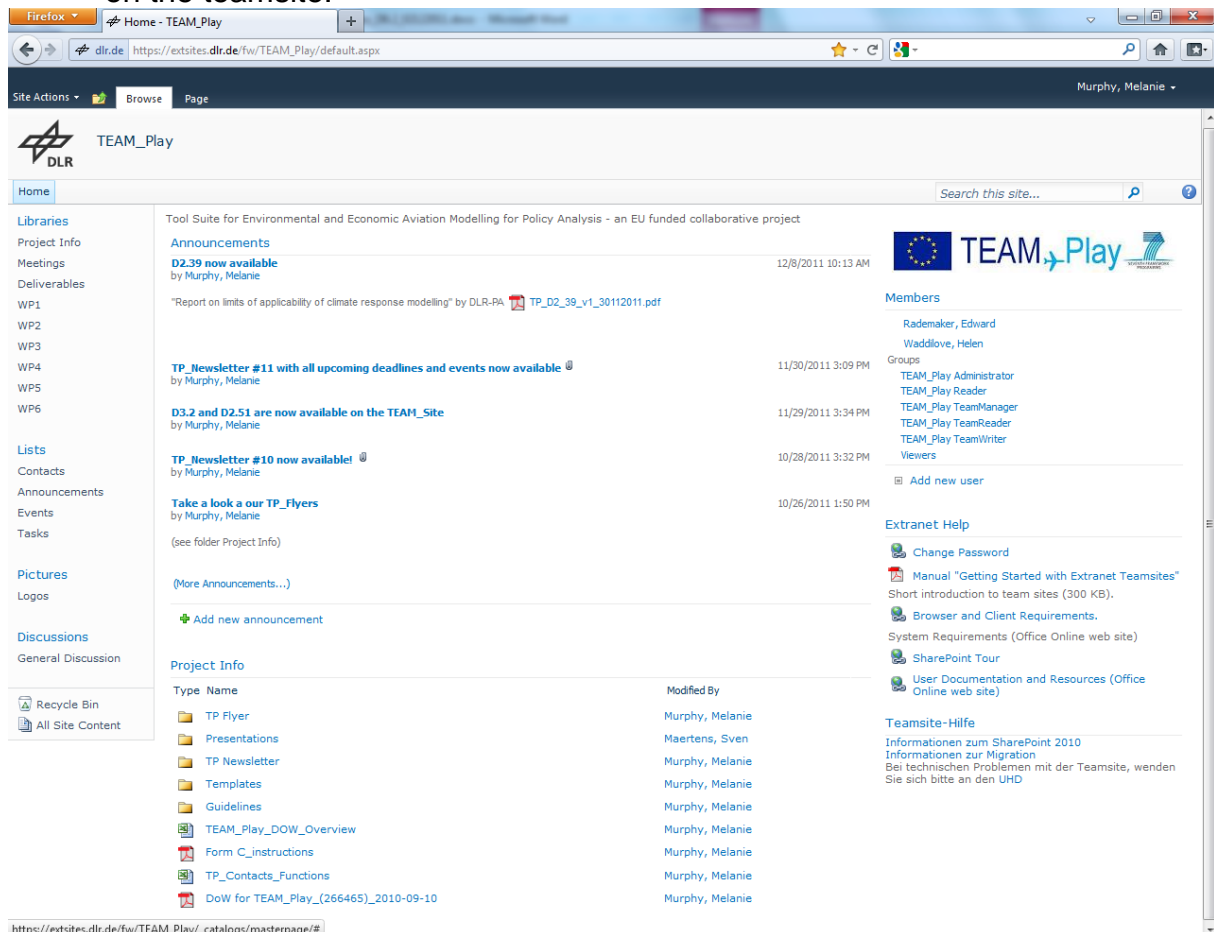 on the teamsite.
Firefox
Home - TEAM_Play
dlr.de https://extsites.dlr.de/fw/TEAM_Play/default.aspx
Murphy, Melanie
Site Actions Browse Page
DLR
TEAM_Play
Home
Search this site...
Libraries
Project Info
Meetings
Deliverables
WP1
WP2
WP3
WP4
WP5
WP6
Lists
Contacts
Announcements
Events
Tasks
Pictures
Logos
Discussions
General Discussion
Recycle Bin
All Site Content
Tool Suite for Environmental and Economic Aviation Modelling for Policy Analysis - an EU funded collaborative project
Announcements
D2.39 now available 12/8/2011 10:13 AM
by Murphy, Melanie
"Report on limits of applicability of climate response modelling" by DLR-PA TP_D2_39_v1_30112011.pdf
TP_Newsletter #11 with all upcoming deadlines and events now available 11/30/2011 3:09 PM
by Murphy, Melanie
D3.2 and D2.51 are now available on the TEAM_Site 11/29/2011 3:34 PM
by Murphy, Melanie
TP_Newsletter #10 now available! 10/28/2011 3:32 PM
by Murphy, Melanie
Take a look a our TP_Flyers 10/26/2011 1:50 PM
by Murphy, Melanie
(see folder Project Info)
(More Announcements...)
Add new announcement
Project Info
Type Name Modified By
TP Flyer Murphy, Melanie
Presentations Maertens, Sven
TP Newsletter Murphy, Melanie
Templates Murphy, Melanie
Guidelines Murphy, Melanie
TEAM_Play_DOW_Overview Murphy, Melanie
Form C_instructions Murphy, Melanie
TP_Contacts_Functions Murphy, Melanie
DoW for TEAM_Play_(266465)_2010-09-10 Murphy, Melanie
TEAM Play
SEVENTH FRAMEWORK
PROGRAMME
Members
Rademaker, Edward
Waddilove, Helen
Groups
TEAM_Play Administrator
TEAM_Play Reader
TEAM_Play TeamManager
TEAM_Play TeamReader
TEAM_Play TeamWriter
Viewers
Add new user
Extranet Help
Change Password
Manual "Getting Started with Extranet Teamsites"
Short introduction to team sites (300 KB).
Browser and Client Requirements.
System Requirements (Office Online web site)
SharePoint Tour
User Documentation and Resources (Office
Online web site)
Teamsite-Hilfe
Informationen zum SharePoint 2010
Informationen zur Migration
Bei technischen Problemen mit der Teamsite, wenden
Sie sich bitte an den UHD
https://extsites.dlr.de/fw/TEAM_Play/_catalogs/masterpage/#